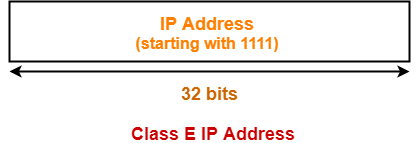 IP Address
(starting with 1111)
32 bits
Class E IP Address